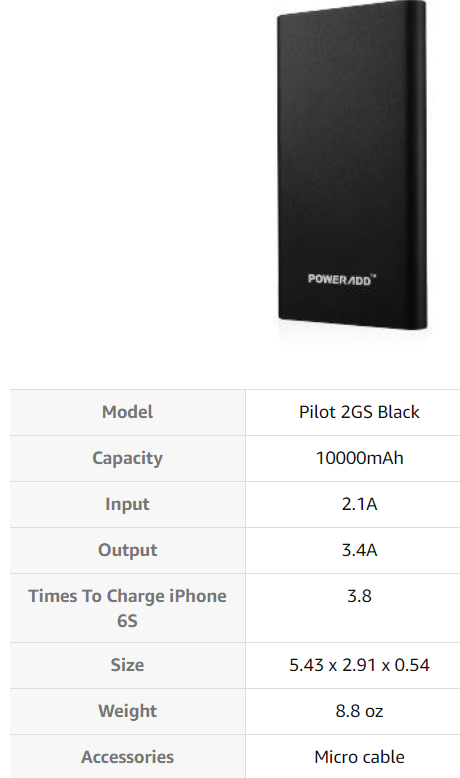 POWERADD™
Model Pilot 2GS Black
Capacity 10000mAh
Input 2.1A
Output 3.4A
Times To Charge iPhone 3.8
6S
Size 5.43 x 2.91 x 0.54
Weight 8.8 oz
Accessories Micro cable